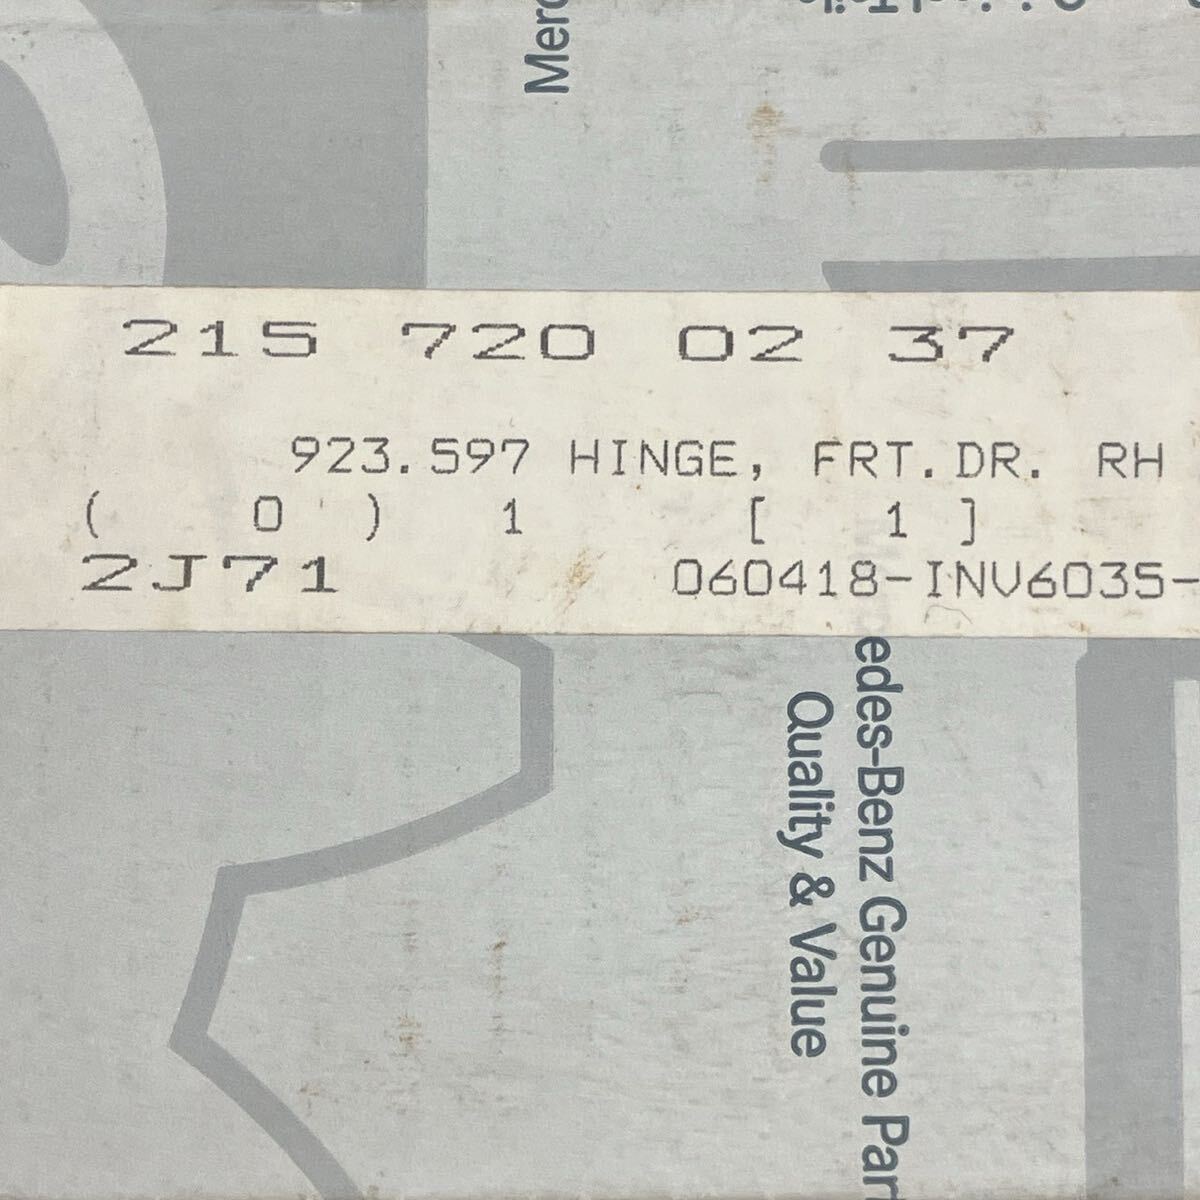 215 720 02 37
923.597 HINGE, FRT.DR. RH
( 0 ) 1 [ 1 ]
2J71 060418-INV6035-
edes-Benz Genuine Par
Quality & Value